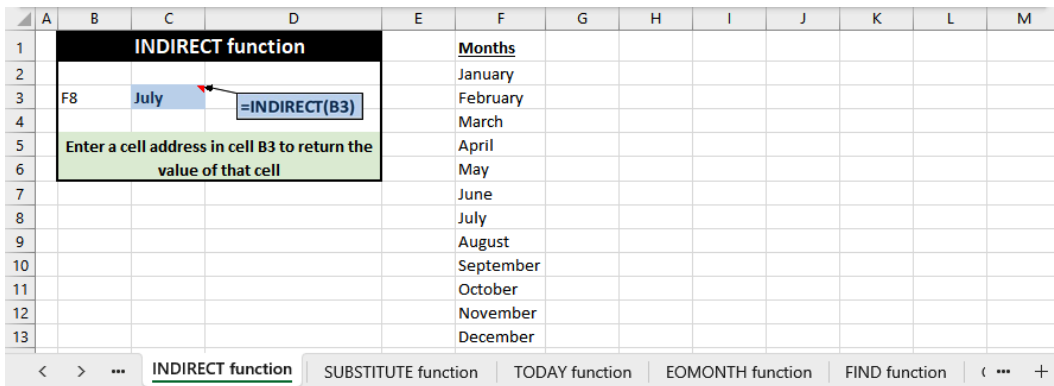 A B C D E F G H I J K L M
1 INDIRECT function Months
2 January
3 F8 July =INDIRECT(B3) February
4 March
5 Enter a cell address in cell B3 to return the April
6 value of that cell May
7 June
8 July
9 August
10 September
11 October
12 November
13 December
INDIRECT function SUBSTITUTE function TODAY function EOMONTH function FIND function